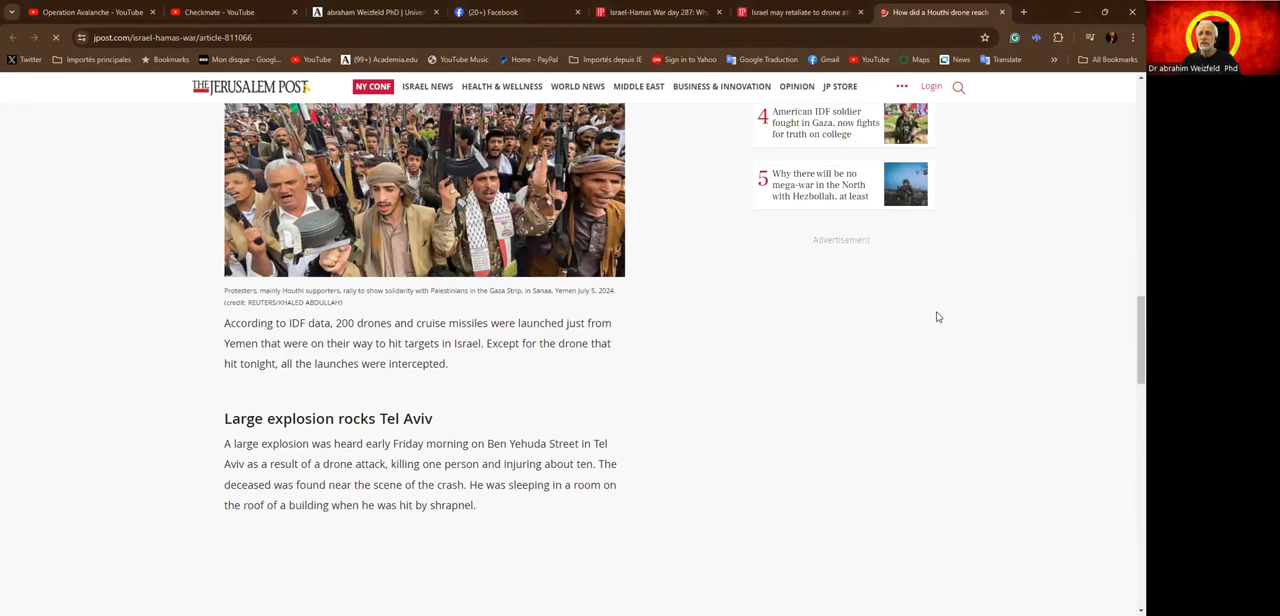 Operation Avalanche - YouTube
Checkmate - YouTube
abraham Weizfeld PhD | Univer
(20+) Facebook
Israel-Hamas War day 287: Wh
Israel may retaliate to drone at
How did a Houthi drone reach
jpost.com/israel-hamas-war/article-811066
Twitter
Importés principales
Bookmarks
Mon disque - Googl...
YouTube
(99+) Academia.edu
YouTube Music
Home - PayPal
Importés depuis IE
Sign in to Yahoo
Google Traduction
Gmail
YouTube
Maps
News
Translate
All Bookmarks
Dr abrahim Weizfeld Phd
THE JERUSALEM POST
NY CONF
ISRAEL NEWS
HEALTH & WELLNESS
WORLD NEWS
MIDDLE EAST
BUSINESS & INNOVATION
OPINION
JP STORE
Login
4
American IDF soldier
fought in Gaza, now fights
for truth on college
5
Why there will be no
mega-war in the North
with Hezbollah, at least
Advertisement
Protesters, mainly Houthi supporters, rally to show solidarity with Palestinians in the Gaza Strip, in Sanaa, Yemen July 5, 2024.
(credit: REUTERS/KHALED ABDULLAH)
According to IDF data, 200 drones and cruise missiles were launched just from
Yemen that were on their way to hit targets in Israel. Except for the drone that
hit tonight, all the launches were intercepted.
Large explosion rocks Tel Aviv
A large explosion was heard early Friday morning on Ben Yehuda Street in Tel
Aviv as a result of a drone attack, killing one person and injuring about ten. The
deceased was found near the scene of the crash. He was sleeping in a room on
the roof of a building when he was hit by shrapnel.